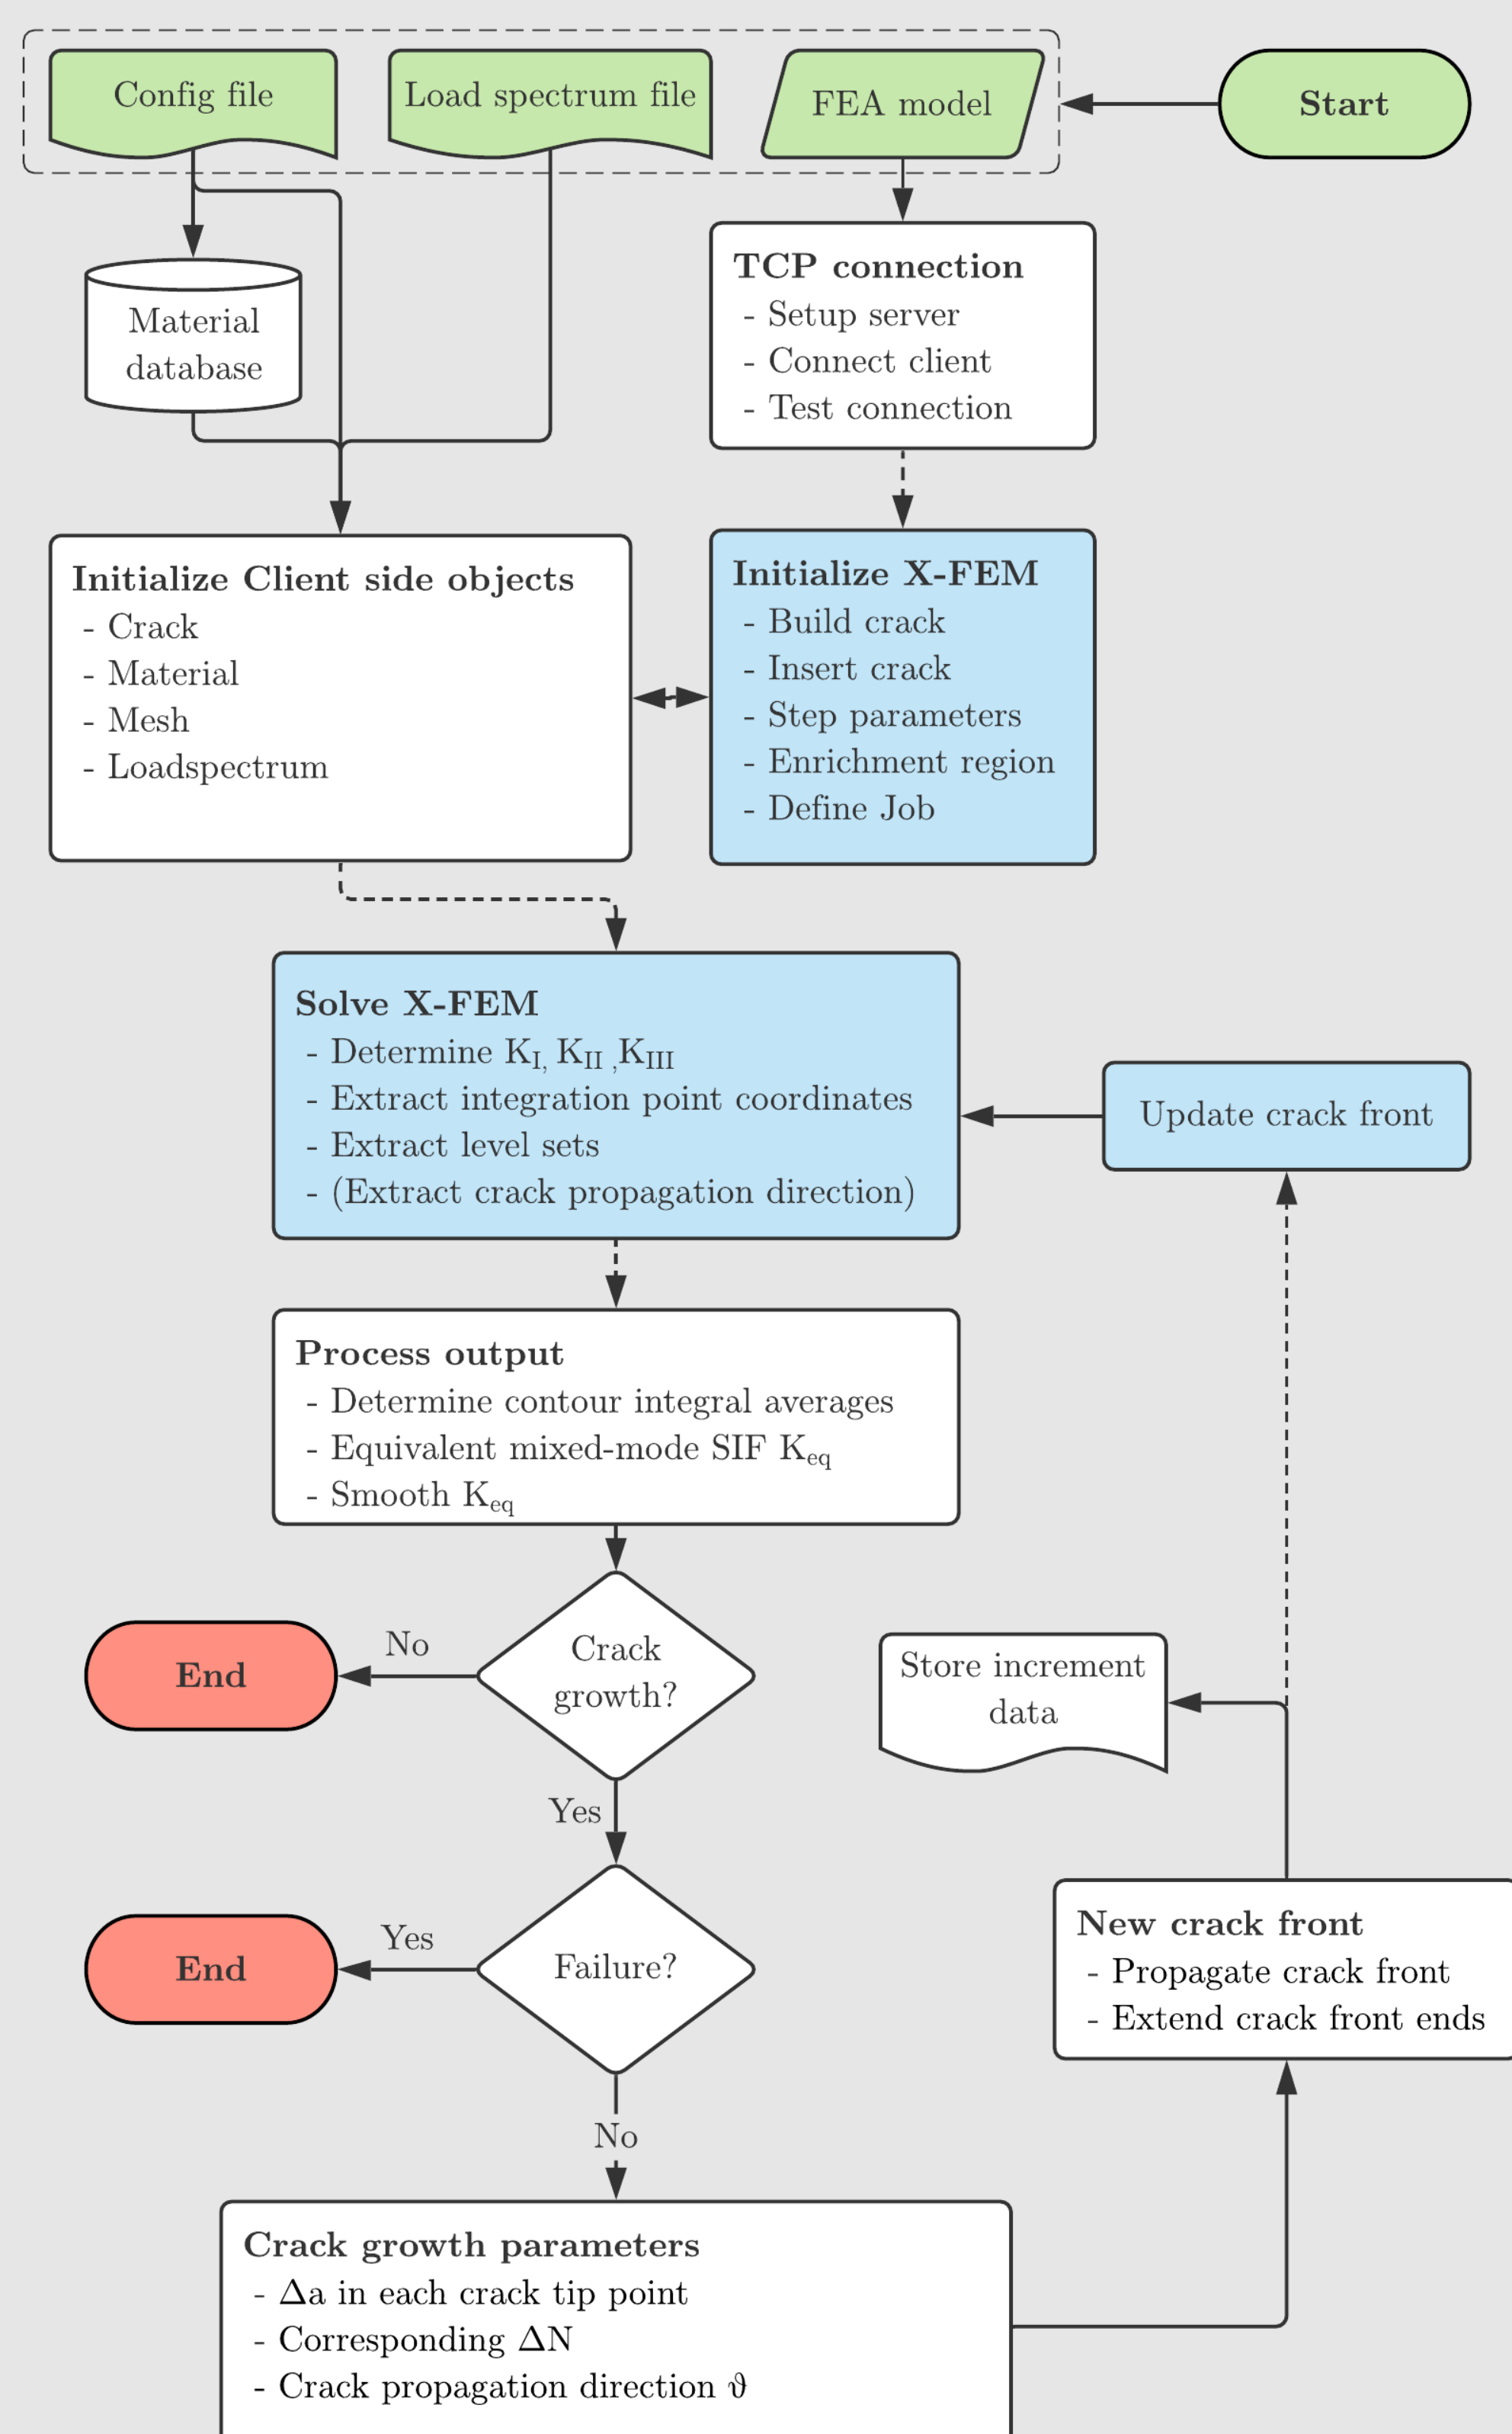 Config file
Load spectrum file
FEA model
Start
TCP connection
- Setup server
- Connect client
- Test connection
Material
database
Initialize Client side objects
- Crack
- Material
- Mesh
- Loadspectrum
Initialize X-FEM
- Build crack
- Insert crack
- Step parameters
- Enrichment region
- Define Job
Solve X-FEM
- Determine K_I, K_II ,K_III
- Extract integration point coordinates
- Extract level sets
- (Extract crack propagation direction)
Update crack front
Process output
- Determine contour integral averages
- Equivalent mixed-mode SIF K_eq
- Smooth K_eq
Crack
growth?
No
End
Yes
Store increment
data
Failure?
Yes
End
No
New crack front
- Propagate crack front
- Extend crack front ends
Crack growth parameters
- Δa in each crack tip point
- Corresponding ΔN
- Crack propagation direction ϑ